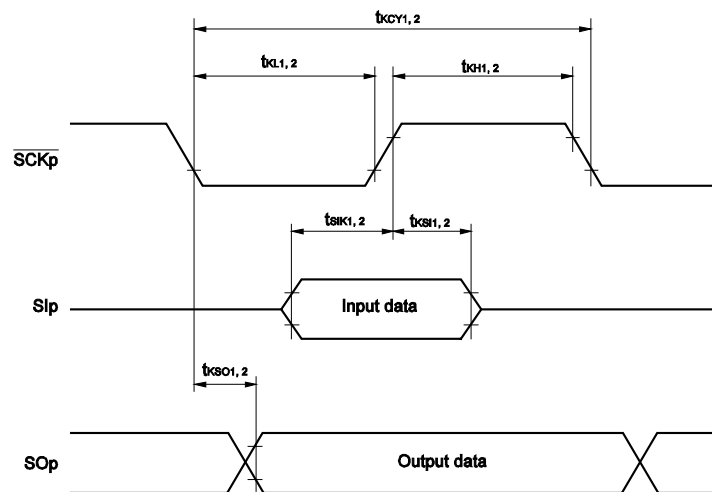 tKCY1, 2
tKL1, 2
tKH1, 2
SCKp
tSIK1, 2
tKSI1, 2
SIp
Input data
tKSO1, 2
SOp
Output data